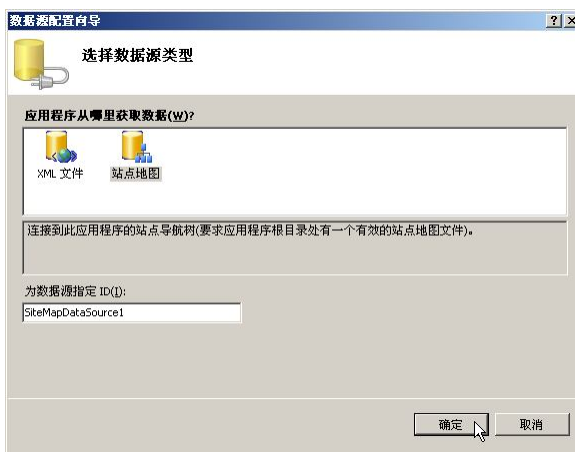 数据源配置向导
选择数据源类型
应用程序从哪里获取数据(W)?
XML 文件
站点地图
连接到此应用程序的站点导航树(要求应用程序根目录处有一个有效的站点地图文件)。
为数据源指定 ID(I):
SiteMapDataSource1
确定
取消